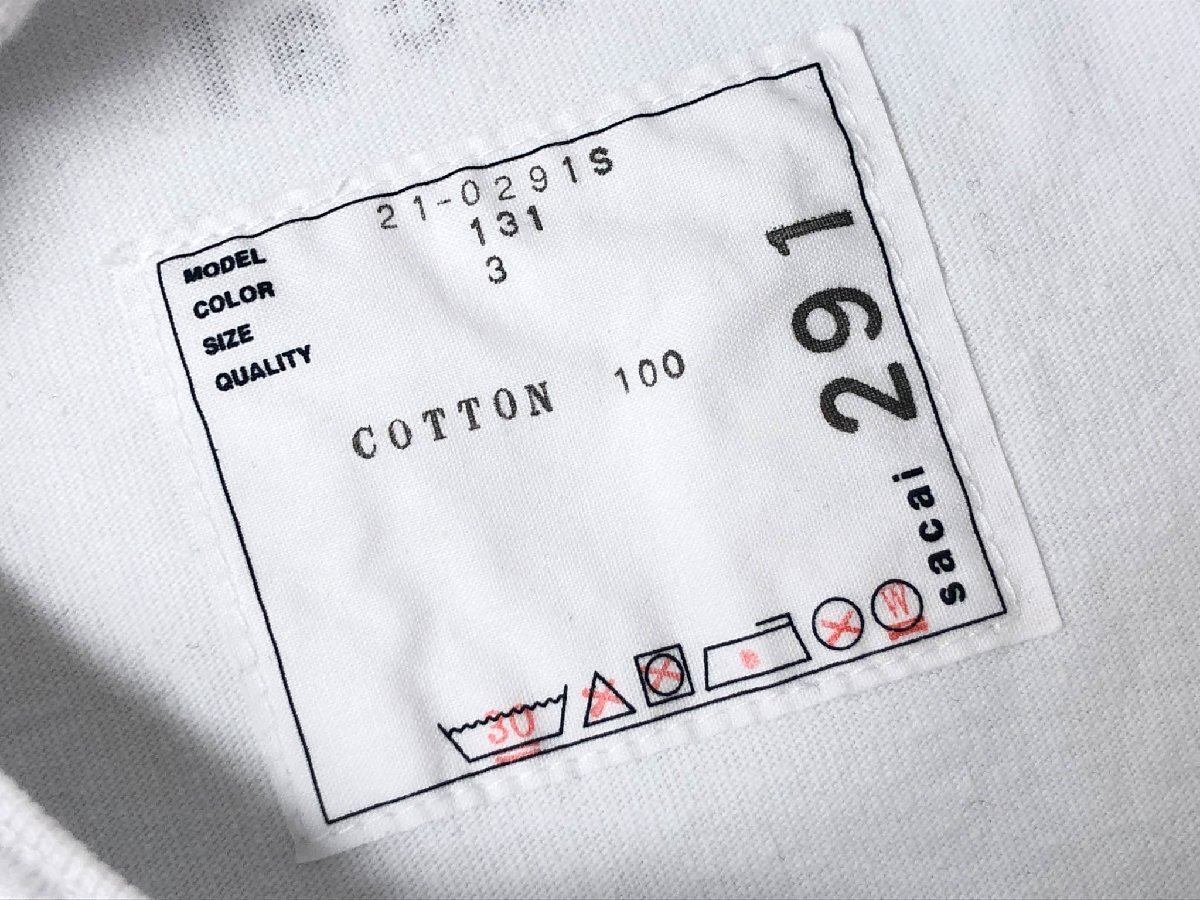 MODEL 21-0291S
COLOR 131
SIZE 3
QUALITY
COTTON 100
sacai 291
30
W